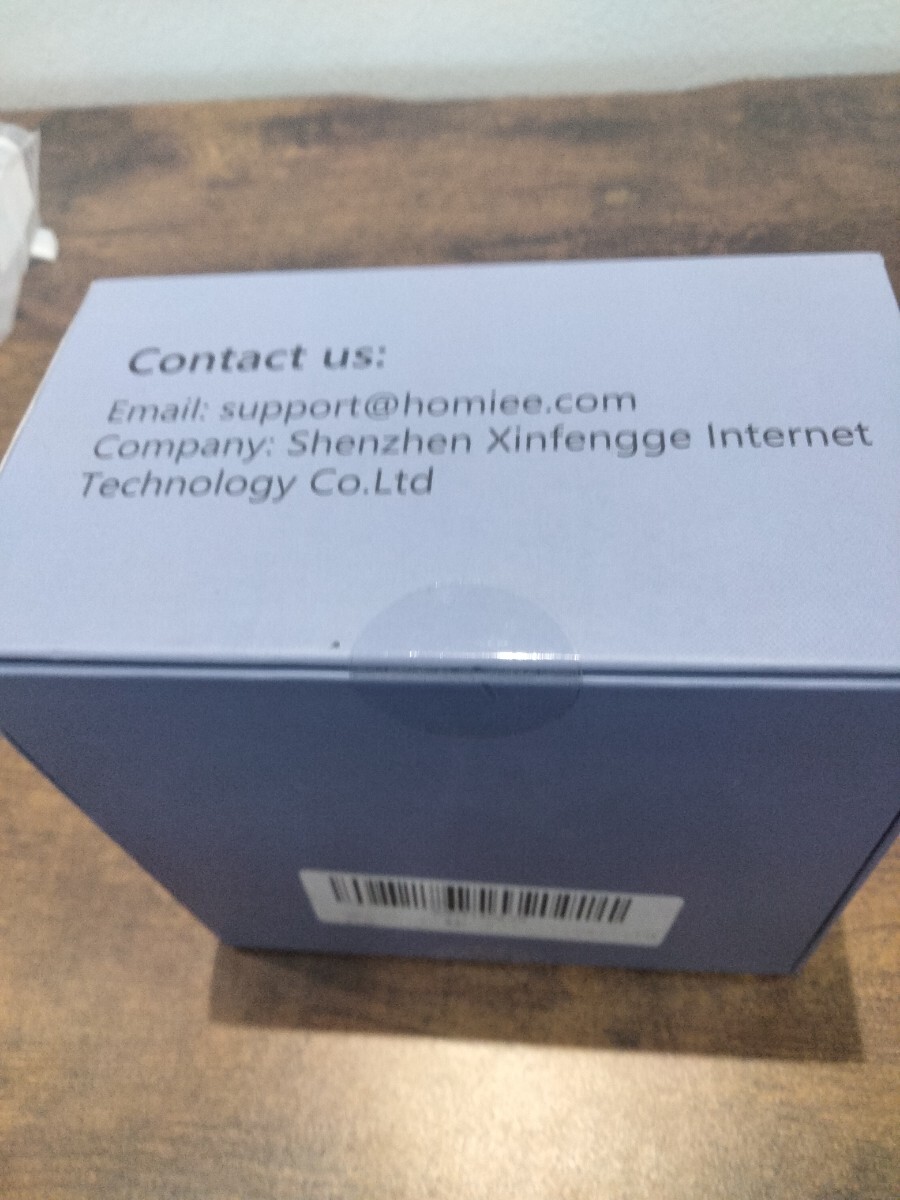 Contact us:
Email: support@homiee.com
Company: Shenzhen Xinfengge Internet
Technology Co.Ltd